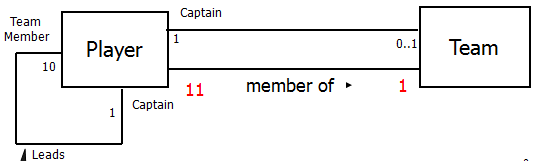 Captain
Team
Member
Player
1
0..1
Team
10
11
member of
1
1
Captain
Leads